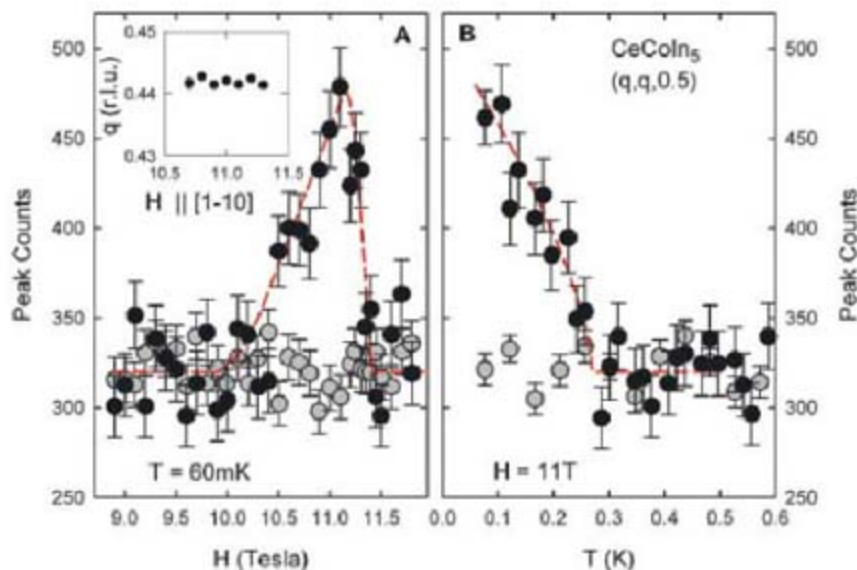 500
450
400
350
300
250
Peak Counts
0.45
0.44
0.43
q (r.l.u.)
10.5 11.0 11.5
H || [1-10]
A
T = 60mK
9.0 9.5 10.0 10.5 11.0 11.5
H (Tesla)
B
CeCoIn₅
(q,q,0.5)
H = 11T
0.0 0.1 0.2 0.3 0.4 0.5 0.6
T (K)
500
450
400
350
300
250
Peak Counts